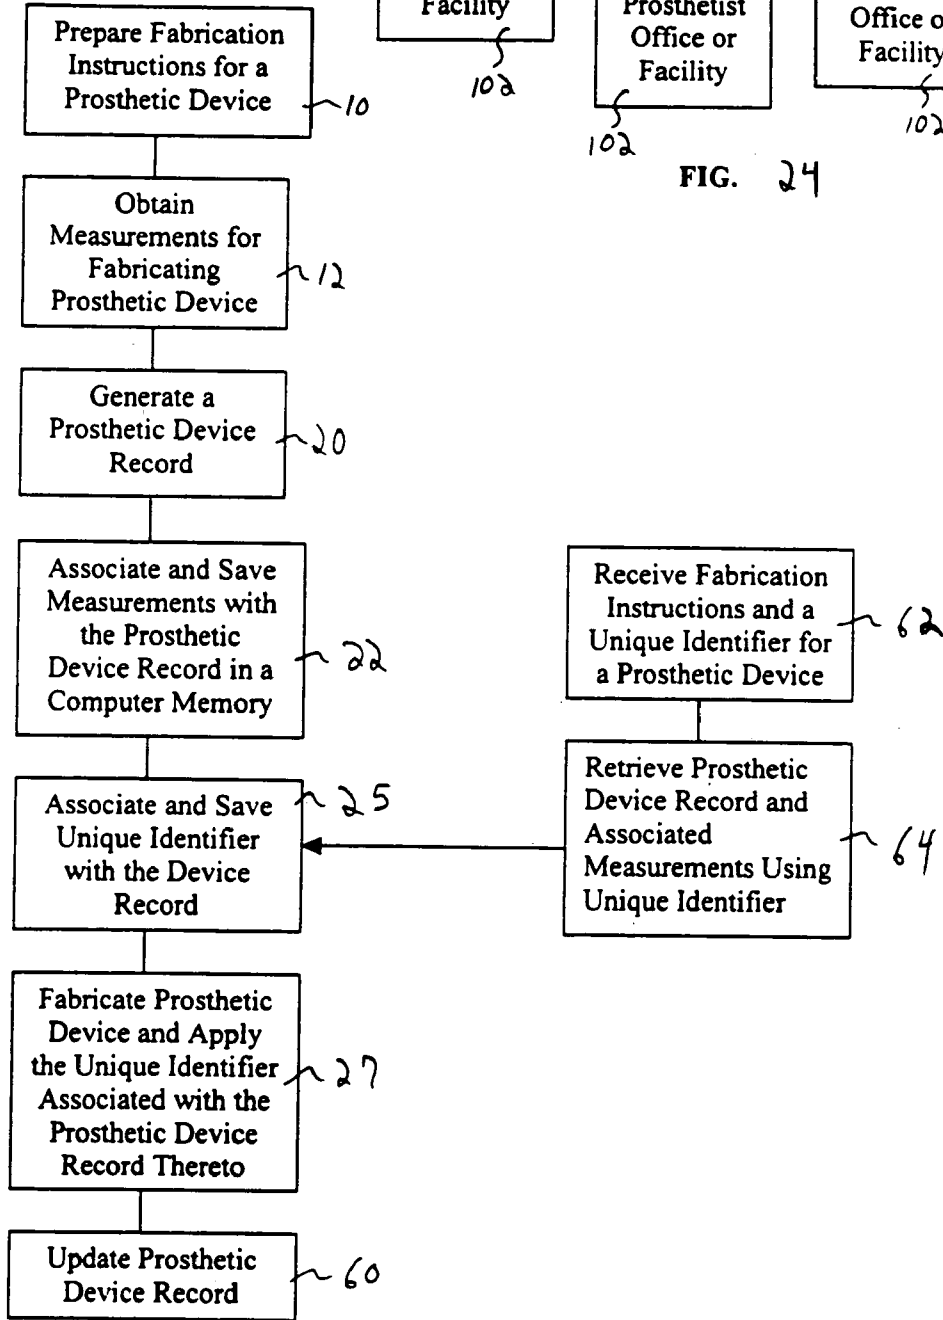 Prepare Fabrication
Instructions for a
Prosthetic Device
10
Facility
102
Prosthetist
Office or
Facility
102
Office o
Facility
102
FIG. 24
Obtain
Measurements for
Fabricating
Prosthetic Device
12
Generate a
Prosthetic Device
Record
20
Associate and Save
Measurements with
the Prosthetic
Device Record in a
Computer Memory
22
Receive Fabrication
Instructions and a
Unique Identifier for
a Prosthetic Device
62
Associate and Save
Unique Identifier
with the Device
Record
25
Retrieve Prosthetic
Device Record and
Associated
Measurements Using
Unique Identifier
64
Fabricate Prosthetic
Device and Apply
the Unique Identifier
Associated with the
Prosthetic Device
Record Thereto
27
Update Prosthetic
Device Record
60